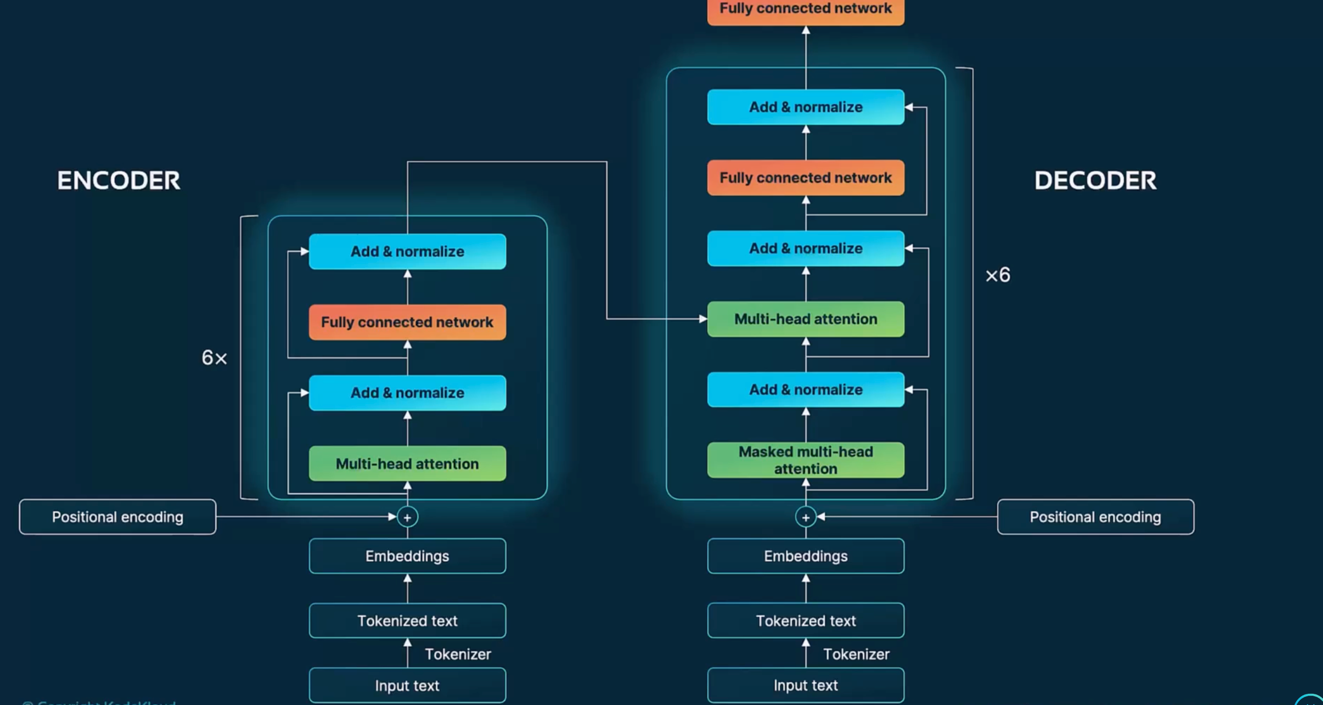 Fully connected network
Add & normalize
Fully connected network
ENCODER
DECODER
Add & normalize
Add & normalize
×6
Fully connected network
Multi-head attention
6×
Add & normalize
Add & normalize
Multi-head attention
Masked multi-head
attention
Positional encoding
Positional encoding
+
+
Embeddings
Embeddings
Tokenized text
Tokenized text
Tokenizer
Tokenizer
Input text
Input text
© Copyright KodeKloud